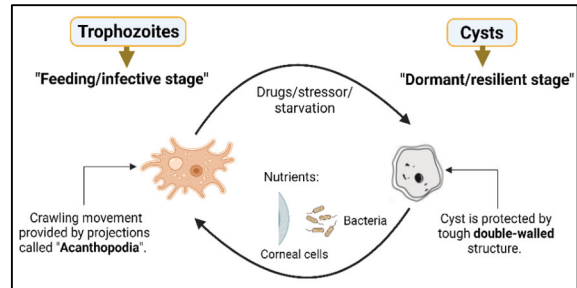 Trophozoites
Cysts
"Feeding/infective stage"
"Dormant/resilient stage"
Drugs/stressor/
starvation
Nutrients:
Bacteria
Corneal cells
Crawling movement
provided by projections
called "Acanthopodia".
Cyst is protected by
tough double-walled
structure.